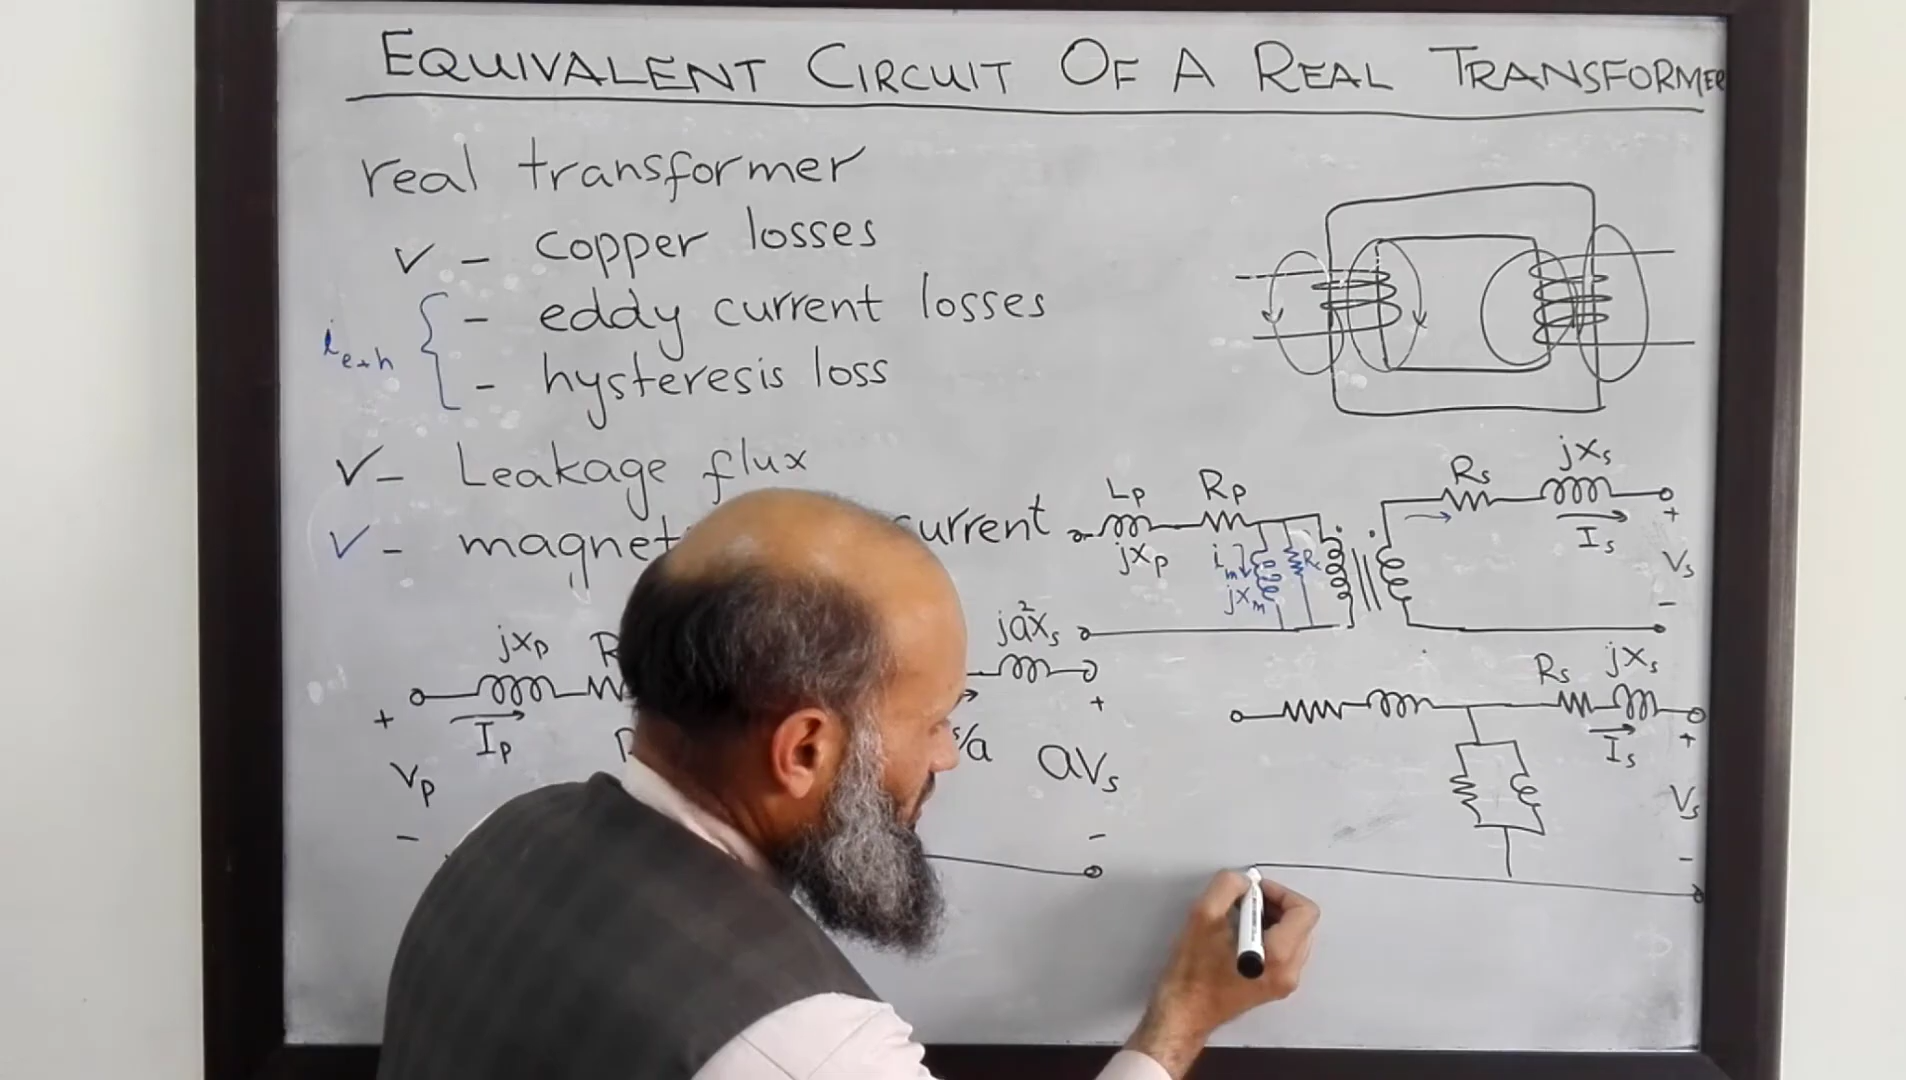 EQUIVALENT CIRCUIT OF A REAL TRANSFORMER
real transformer
✓ - copper losses
i e+h { - eddy current losses
- hysteresis loss
✓ - Leakage flux
✓ - current
Lp Rp
jXp
im
jXm
Rs jXs
Is
+
Vs
-
jXp
Ip
+
Vp
-
ja²Xs
+
aVs
-
Rs jXs
Is
+
Vs
-